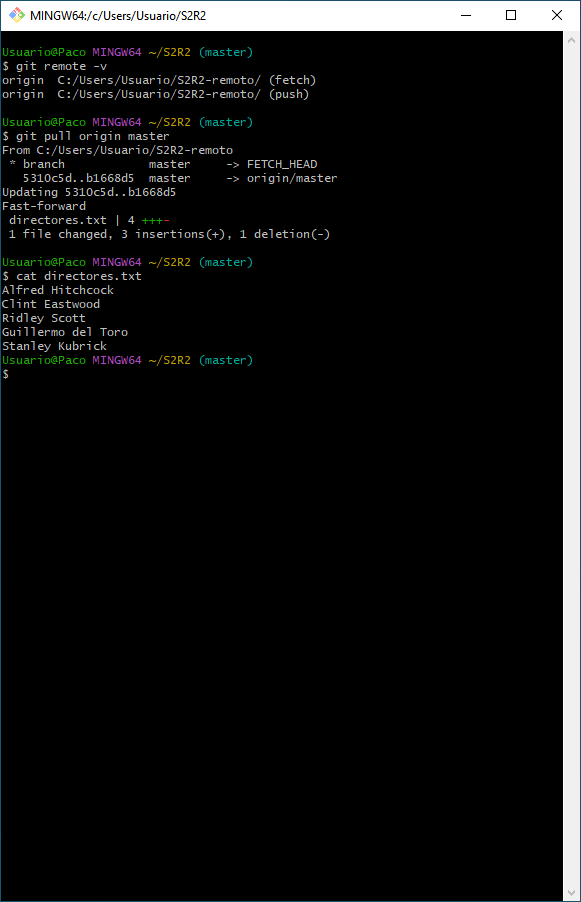 MINGW64:/c/Users/Usuario/S2R2
Usuario@Paco MINGW64 ~/S2R2 (master)
$ git remote -v
origin  C:/Users/Usuario/S2R2-remoto/ (fetch)
origin  C:/Users/Usuario/S2R2-remoto/ (push)
Usuario@Paco MINGW64 ~/S2R2 (master)
$ git pull origin master
From C:/Users/Usuario/S2R2-remoto
 * branch            master     -> FETCH_HEAD
   5310c5d..b1668d5  master     -> origin/master
Updating 5310c5d..b1668d5
Fast-forward
 directores.txt | 4 +++-
 1 file changed, 3 insertions(+), 1 deletion(-)
Usuario@Paco MINGW64 ~/S2R2 (master)
$ cat directores.txt
Alfred Hitchcock
Clint Eastwood
Ridley Scott
Guillermo del Toro
Stanley Kubrick
Usuario@Paco MINGW64 ~/S2R2 (master)
$